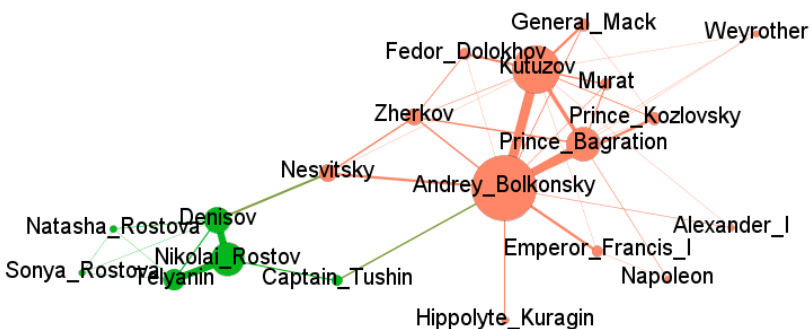 General_Mack
Weyrother
Fedor_Dolokhov
Kutuzov
Murat
Zherkov
Prince_Kozlovsky
Prince_Bagration
Nesvitsky
Andrey_Bolkonsky
Natasha_Rostova
Denisov
Alexander_I
Nikolai_Rostov
Emperor_Francis_I
Sonya_Rostova
Telyanin
Captain_Tushin
Napoleon
Hippolyte_Kuragin